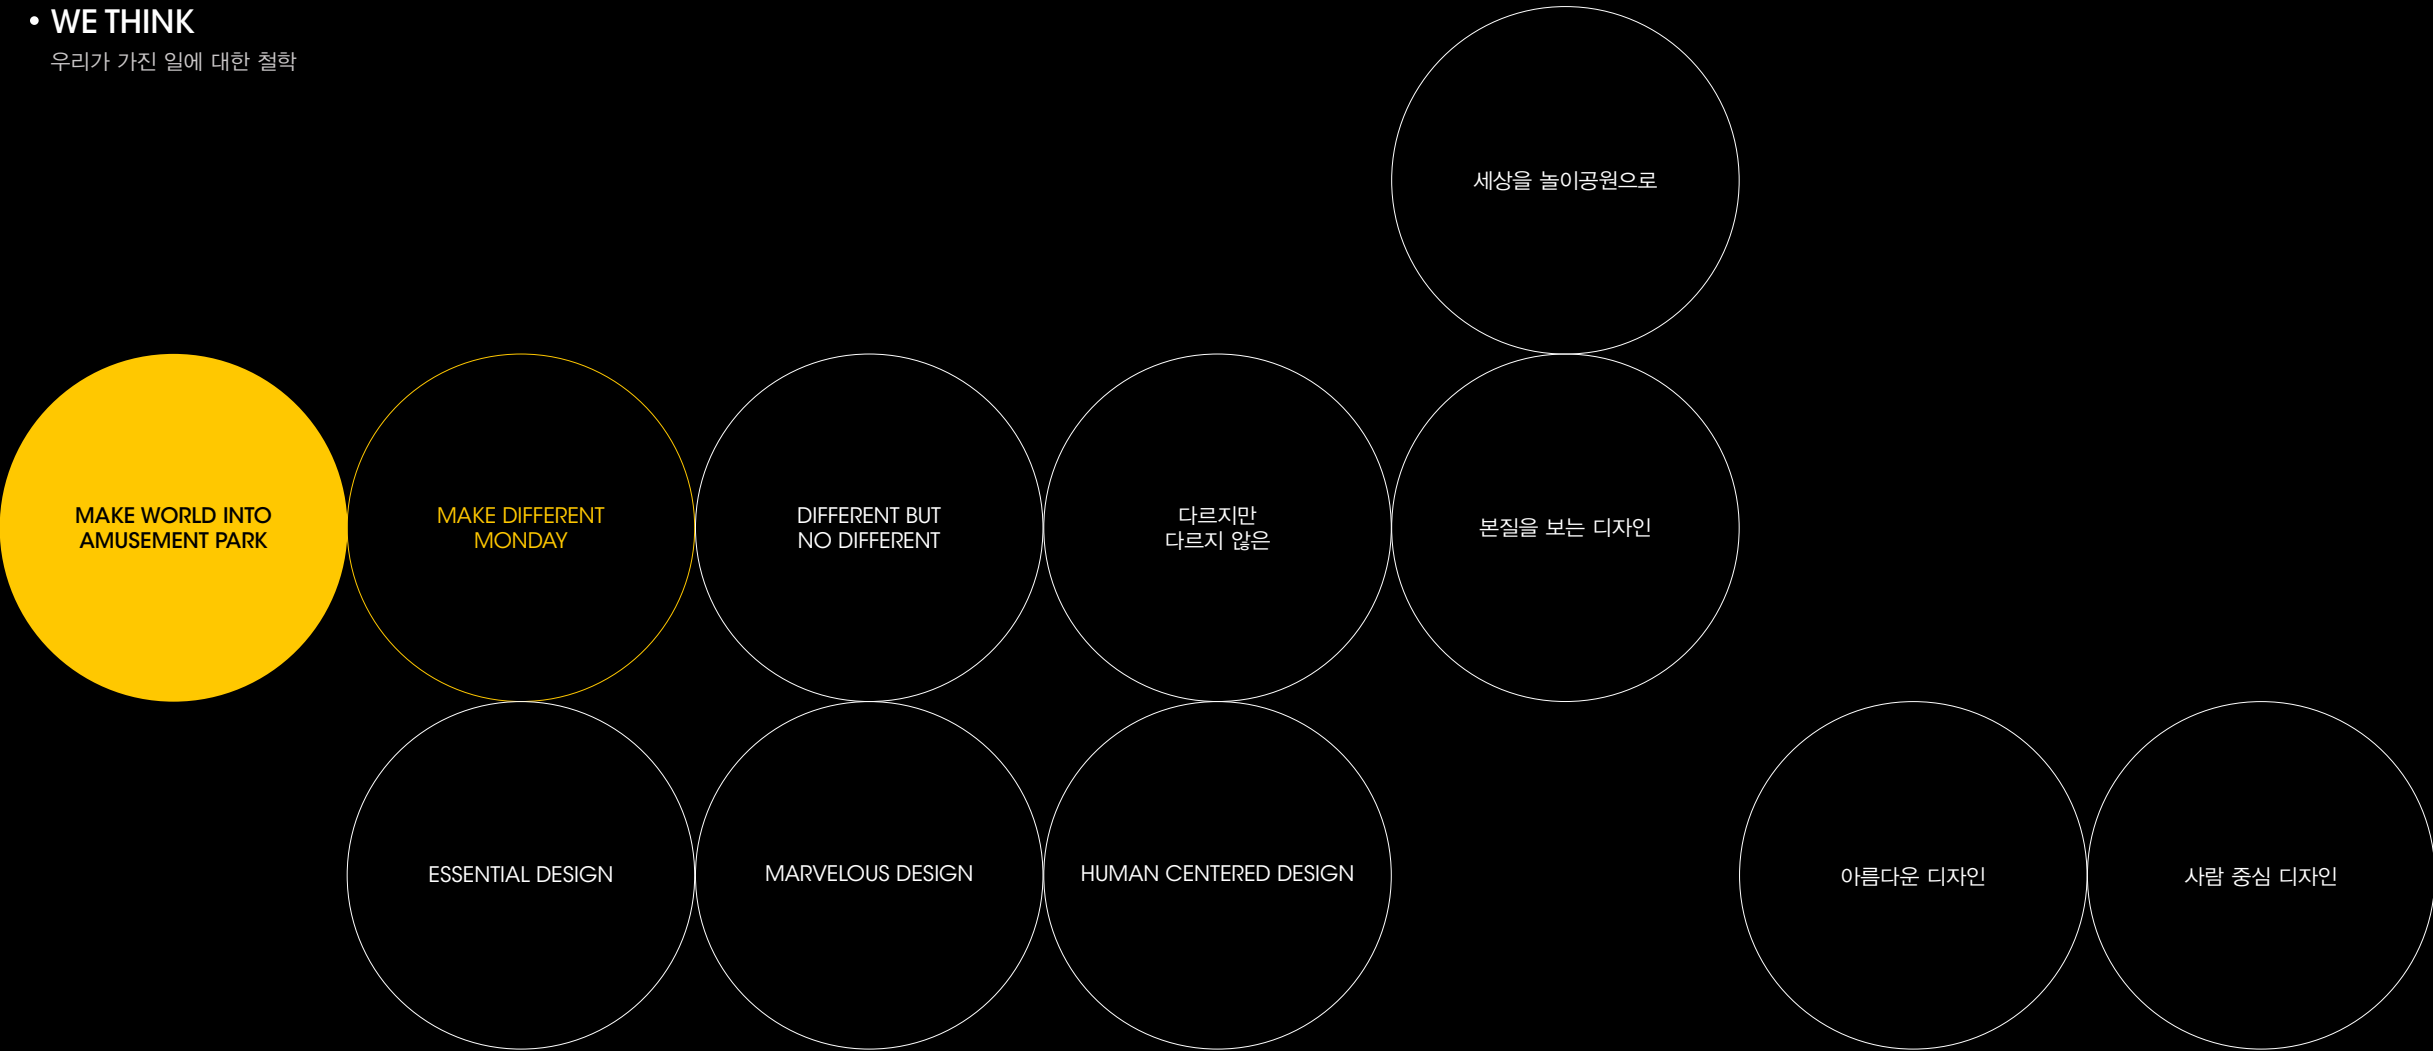 WE THINK
우리가 가진 일에 대한 철학
세상을 놀이공원으로
MAKE WORLD INTO
AMUSEMENT PARK
MAKE DIFFERENT
MONDAY
DIFFERENT BUT
NO DIFFERENT
다르지만
다르지 않은
본질을 보는 디자인
ESSENTIAL DESIGN
MARVELOUS DESIGN
HUMAN CENTERED DESIGN
아름다운 디자인
사람 중심 디자인